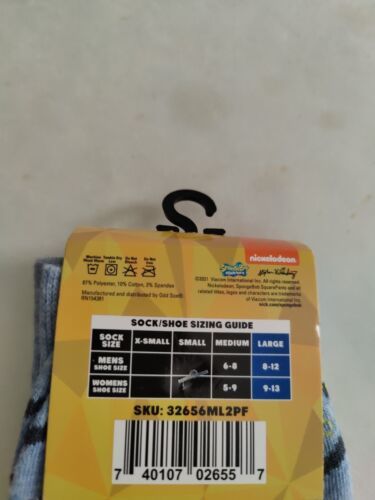 Machine Wash Warm
Tumble Dry Low
Do Not Bleach
Do Not Iron
87% Polyester, 10% Cotton, 3% Spandex
Manufactured and distributed by Odd Sox®
RN154381
nickelodeon
©2021 Viacom International Inc. All rights reserved.
Nickelodeon, SpongeBob SquarePants and all
related titles, logos and characters are trademarks
of Viacom International Inc.
nick.com/spongebob
SOCK/SHOE SIZING GUIDE
SOCK SIZE X-SMALL SMALL MEDIUM LARGE
MENS SHOE SIZE 6-8 8-12
WOMENS SHOE SIZE 5-9 9-13
SKU: 32656ML2PF
7 40107 02655 7